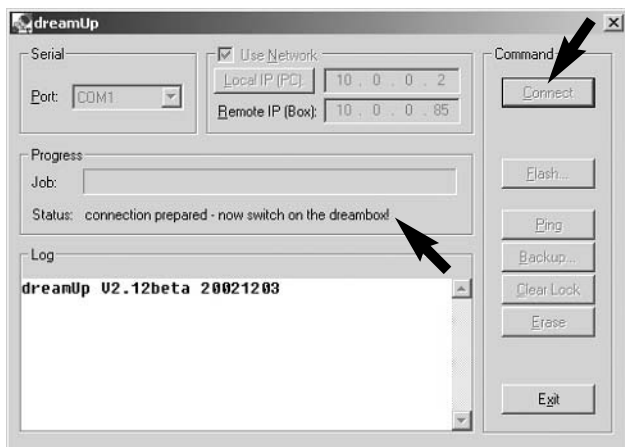 dreamUp
Serial
Port: COM1
Use Network
Local IP (PC): 10 . 0 . 0 . 2
Remote IP (Box): 10 . 0 . 0 . 85
Command
Connect
Progress
Job:
Status: connection prepared - now switch on the dreambox!
Flash...
Ping
Backup...
Clear Lock
Erase
Exit
Log
dreamUp V2.12beta 20021203